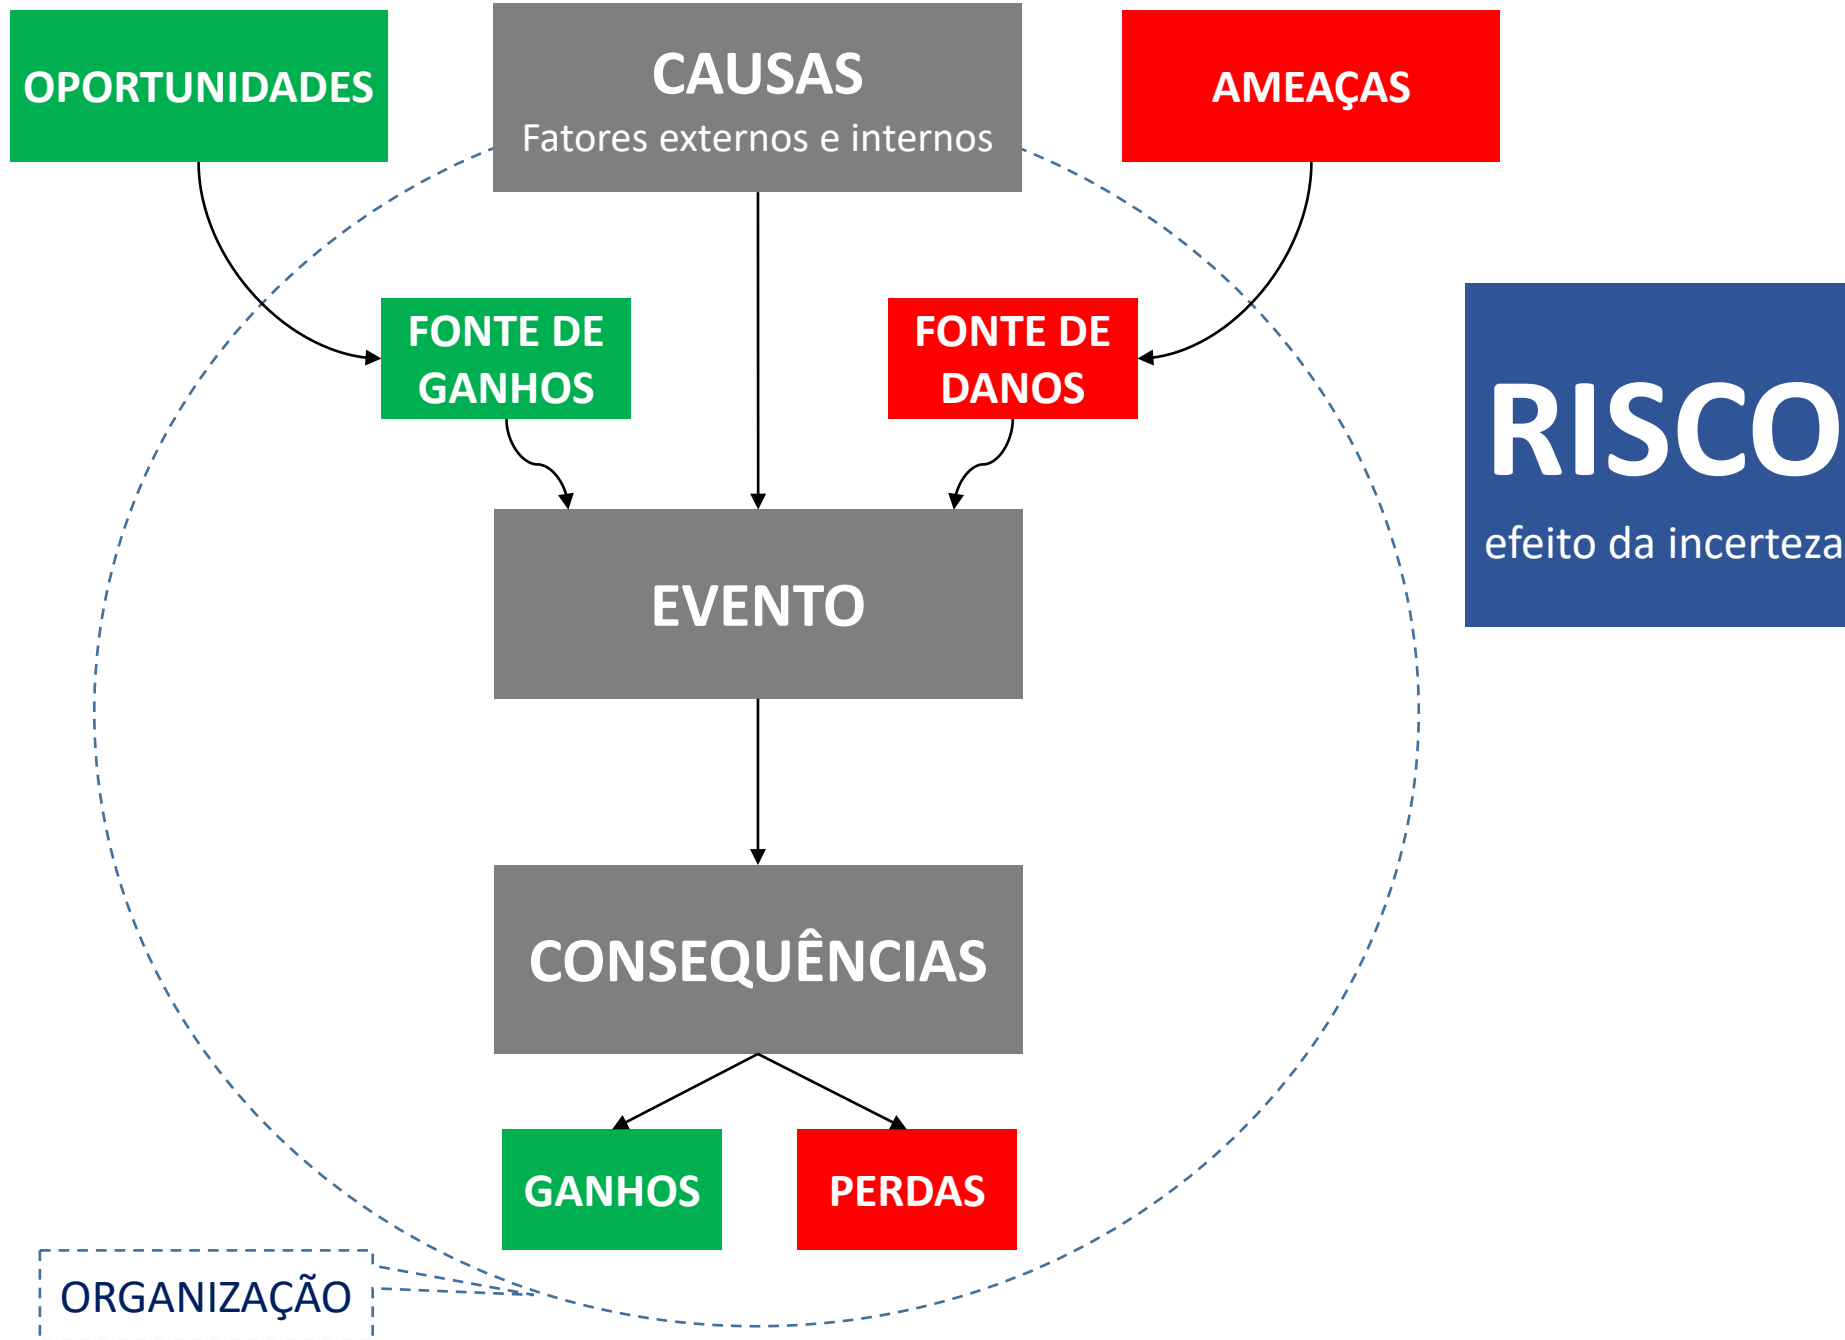 OPORTUNIDADES
CAUSAS
Fatores externos e internos
AMEAÇAS
FONTE DE
GANHOS
FONTE DE
DANOS
RISCO
efeito da incerteza
EVENTO
CONSEQUÊNCIAS
GANHOS
PERDAS
ORGANIZAÇÃO